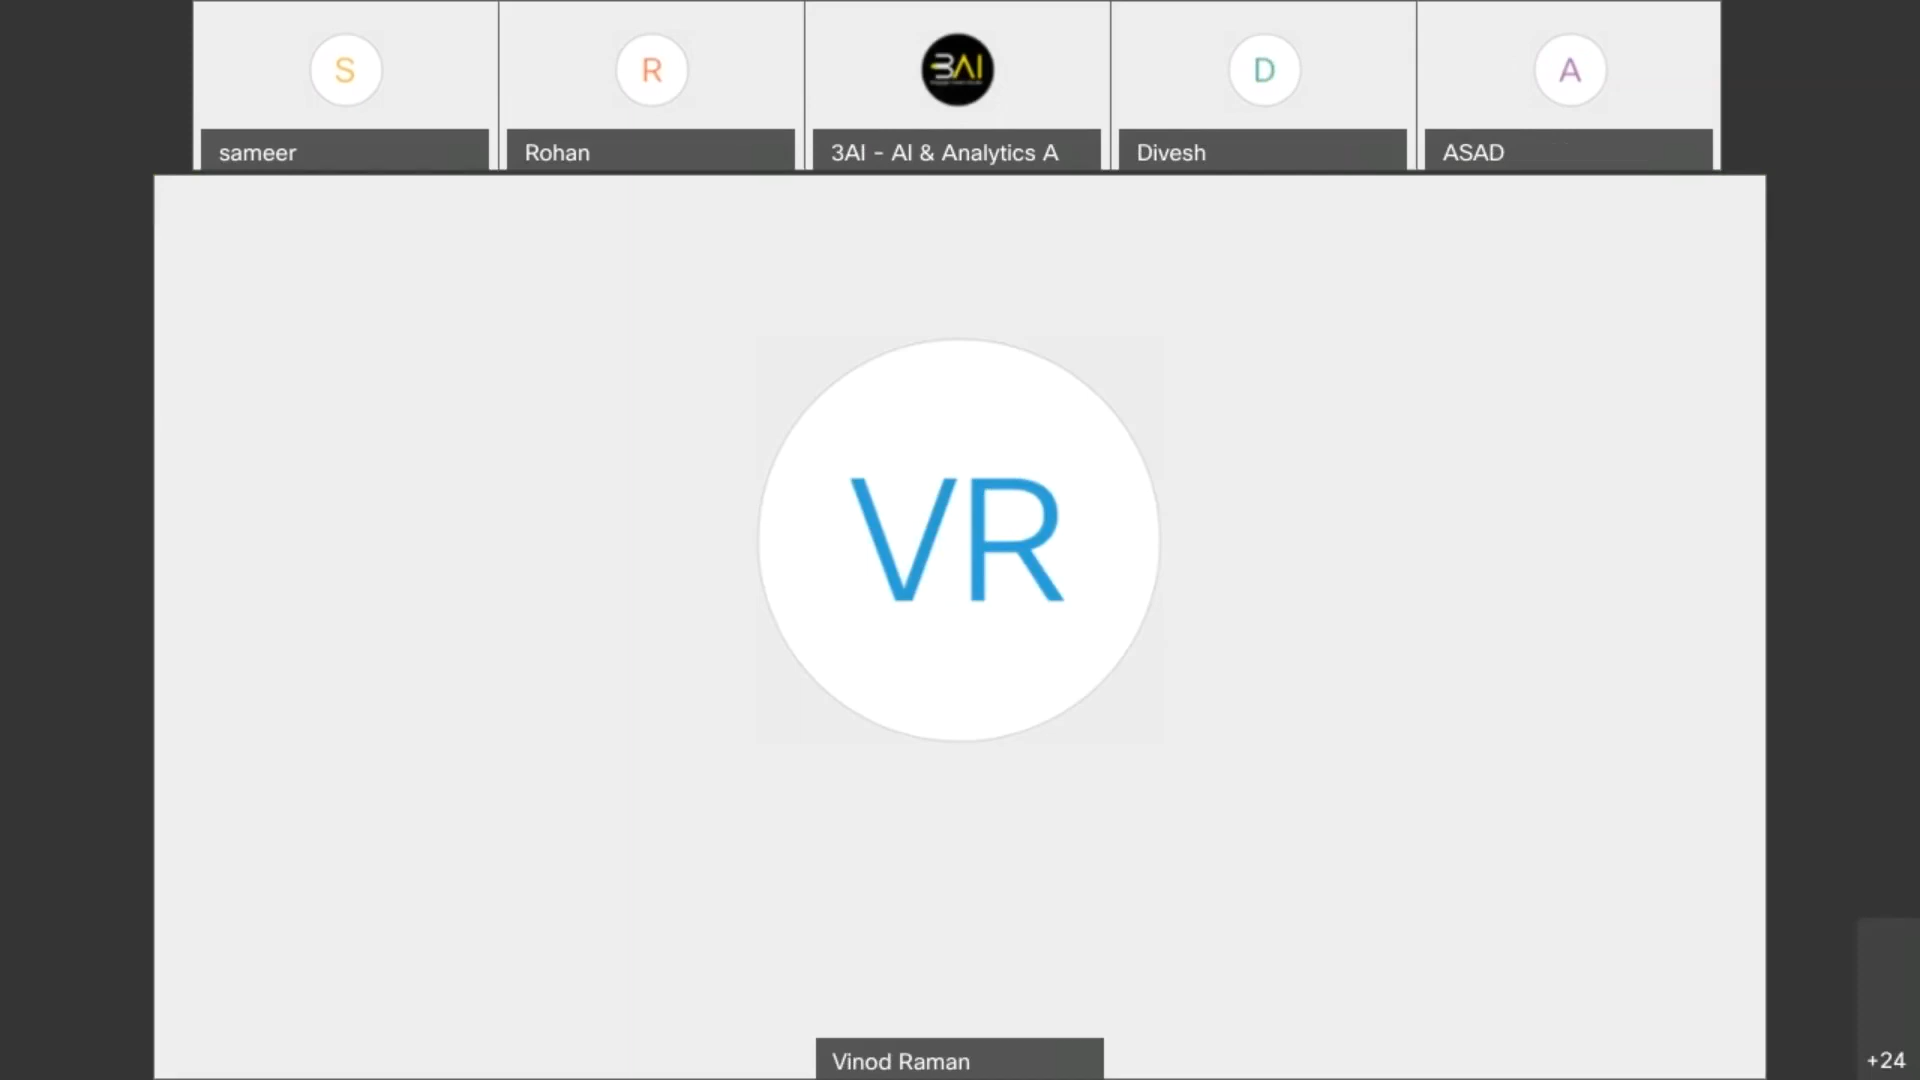 S
R
3AI
D
A
sameer
Rohan
3AI - AI & Analytics A
Divesh
ASAD
VR
Vinod Raman
+24